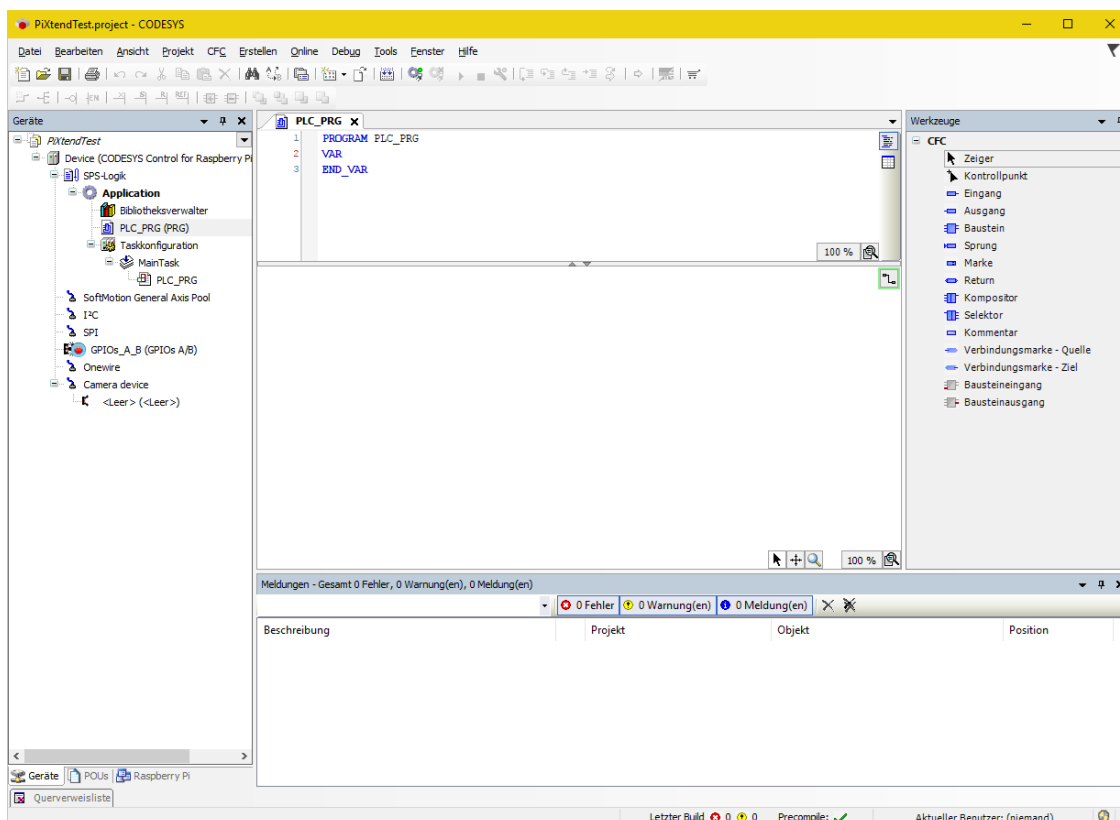 PiXtendTest.project - CODESYS
Datei Bearbeiten Ansicht Projekt CFC Erstellen Online Debug Tools Fenster Hilfe
Geräte
PiXtendTest
Device (CODESYS Control for Raspberry Pi
SPS-Logik
Application
Bibliotheksverwalter
PLC_PRG (PRG)
Taskkonfiguration
MainTask
PLC_PRG
SoftMotion General Axis Pool
I²C
SPI
GPIOs_A_B (GPIOs A/B)
Onewire
Camera device
<Leer> (<Leer>)
Geräte POUs Raspberry Pi
Querverweisliste
PLC_PRG
1 PROGRAM PLC_PRG
2 VAR
3 END_VAR
100 %
100 %
Werkzeuge
CFC
Zeiger
Kontrollpunkt
Eingang
Ausgang
Baustein
Sprung
Marke
Return
Kompositor
Selektor
Kommentar
Verbindungsmarke - Quelle
Verbindungsmarke - Ziel
Bausteineingang
Bausteinausgang
Meldungen - Gesamt 0 Fehler, 0 Warnung(en), 0 Meldung(en)
0 Fehler 0 Warnung(en) 0 Meldung(en)
Beschreibung Projekt Objekt Position
Letzter Build 0 0 Precompile: Aktueller Benutzer: (niemand)